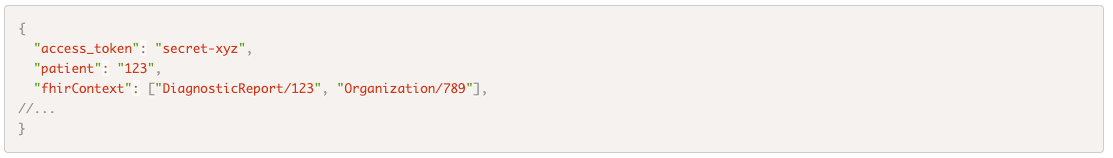 {
  "access_token": "secret-xyz",
  "patient": "123",
  "fhirContext": ["DiagnosticReport/123", "Organization/789"],
//...
}